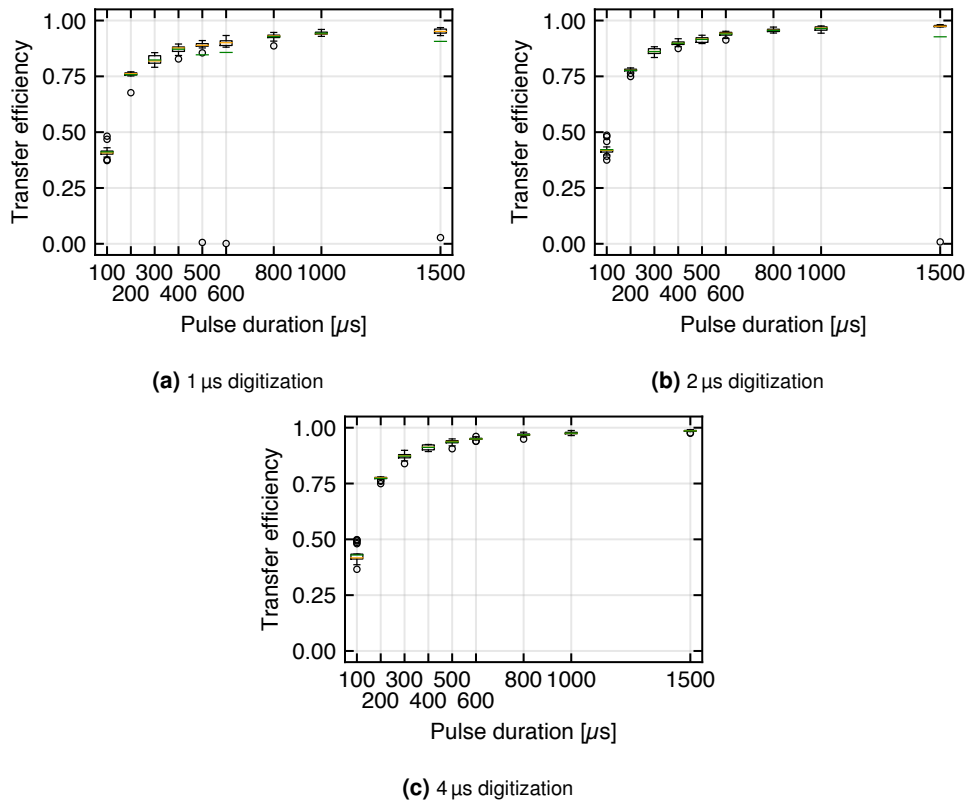 1.00
0.75
0.50
0.25
0.00
Transfer efficiency
100 300 500 800 1000 1500
200 400 600
Pulse duration [µs]
(a) 1 µs digitization
1.00
0.75
0.50
0.25
0.00
Transfer efficiency
100 300 500 800 1000 1500
200 400 600
Pulse duration [µs]
(b) 2 µs digitization
1.00
0.75
0.50
0.25
0.00
Transfer efficiency
100 300 500 800 1000 1500
200 400 600
Pulse duration [µs]
(c) 4 µs digitization